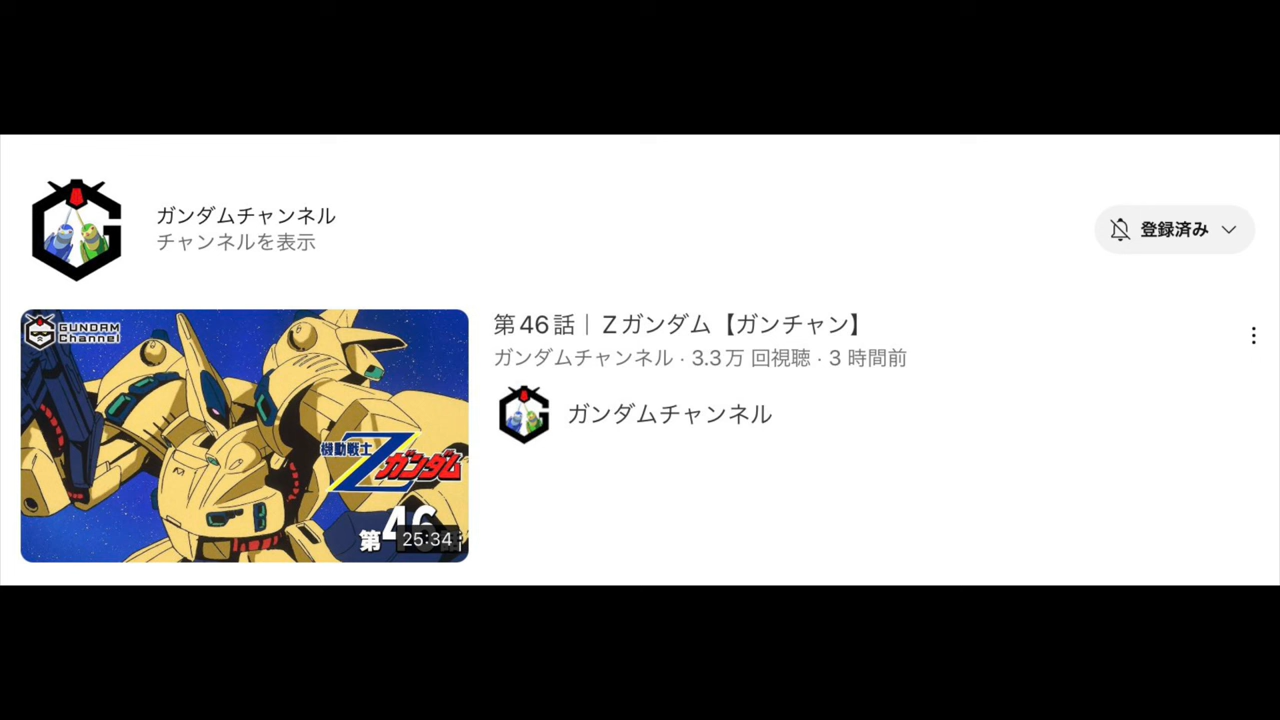 ガンダムチャンネル
チャンネルを表示
登録済み
GUNDAM
Channel
機動戦士
Zガンダム
第46話
25:34
第46話｜Zガンダム【ガンチャン】
ガンダムチャンネル · 3.3万 回視聴 · 3 時間前
ガンダムチャンネル